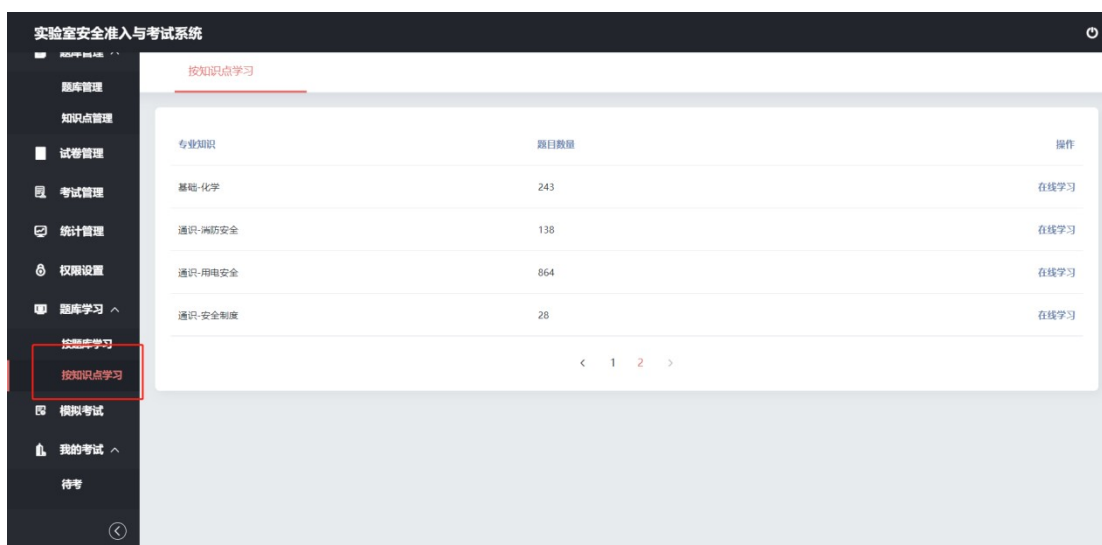 实验室安全准入与考试系统
题库管理
题库管理
知识点管理
试卷管理
考试管理
统计管理
权限设置
题库学习
按题库学习
按知识点学习
模拟考试
我的考试
待考
按知识点学习
专业知识 题目数量 操作
基础-化学 243 在线学习
通识-消防安全 138 在线学习
通识-用电安全 864 在线学习
通识-安全制度 28 在线学习
< 1 2 >